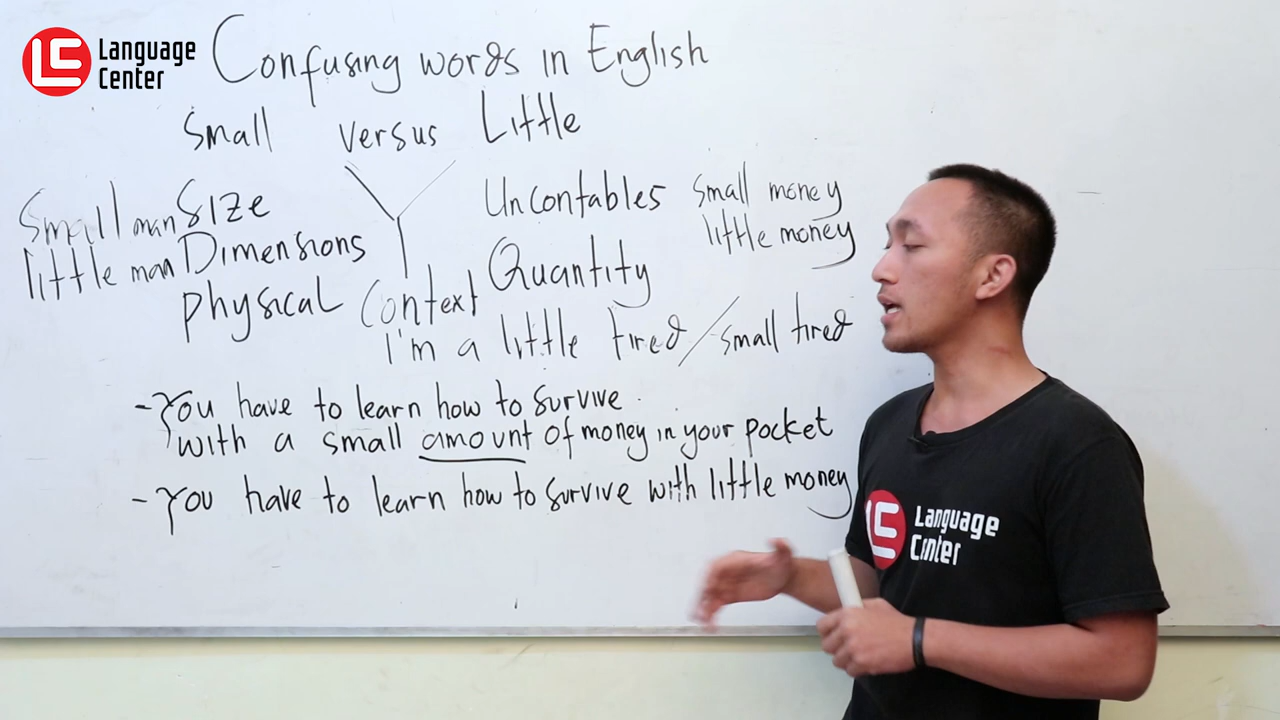 LC Language
Center
Confusing words in English
Small versus Little
Small man Size
little man Dimensions
Physical
Uncontables small money
little money
Quantity
Context
I'm a little tired / small tired
- You have to learn how to survive
with a small amount of money in your pocket
- You have to learn how to survive with little money
LC Language
Center